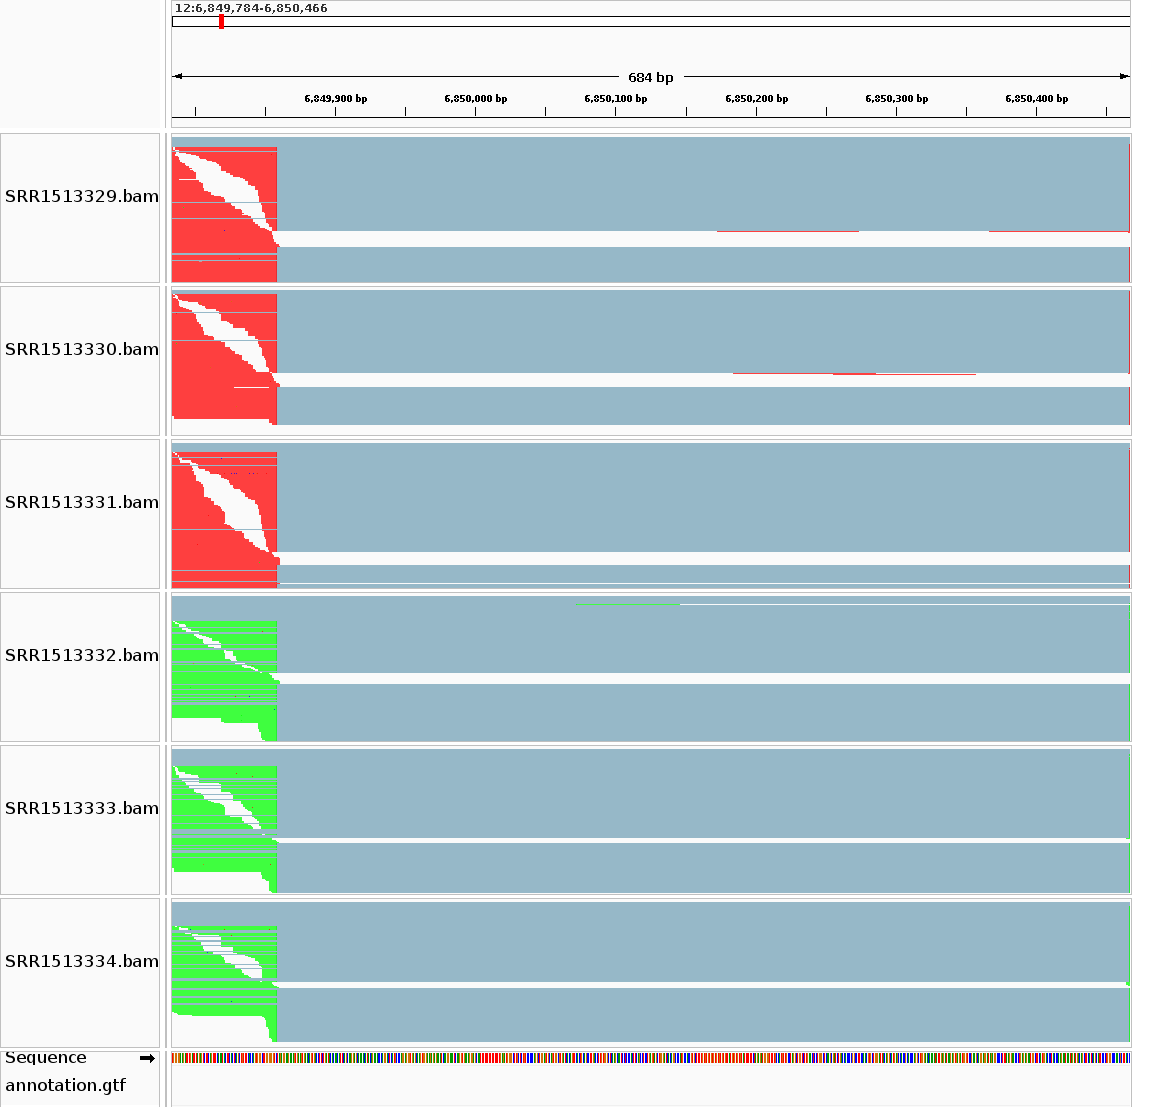 12:6,849,784-6,850,466
684 bp
6,849,900 bp 6,850,000 bp 6,850,100 bp 6,850,200 bp 6,850,300 bp 6,850,400 bp
SRR1513329.bam
SRR1513330.bam
SRR1513331.bam
SRR1513332.bam
SRR1513333.bam
SRR1513334.bam
Sequence
annotation.gtf